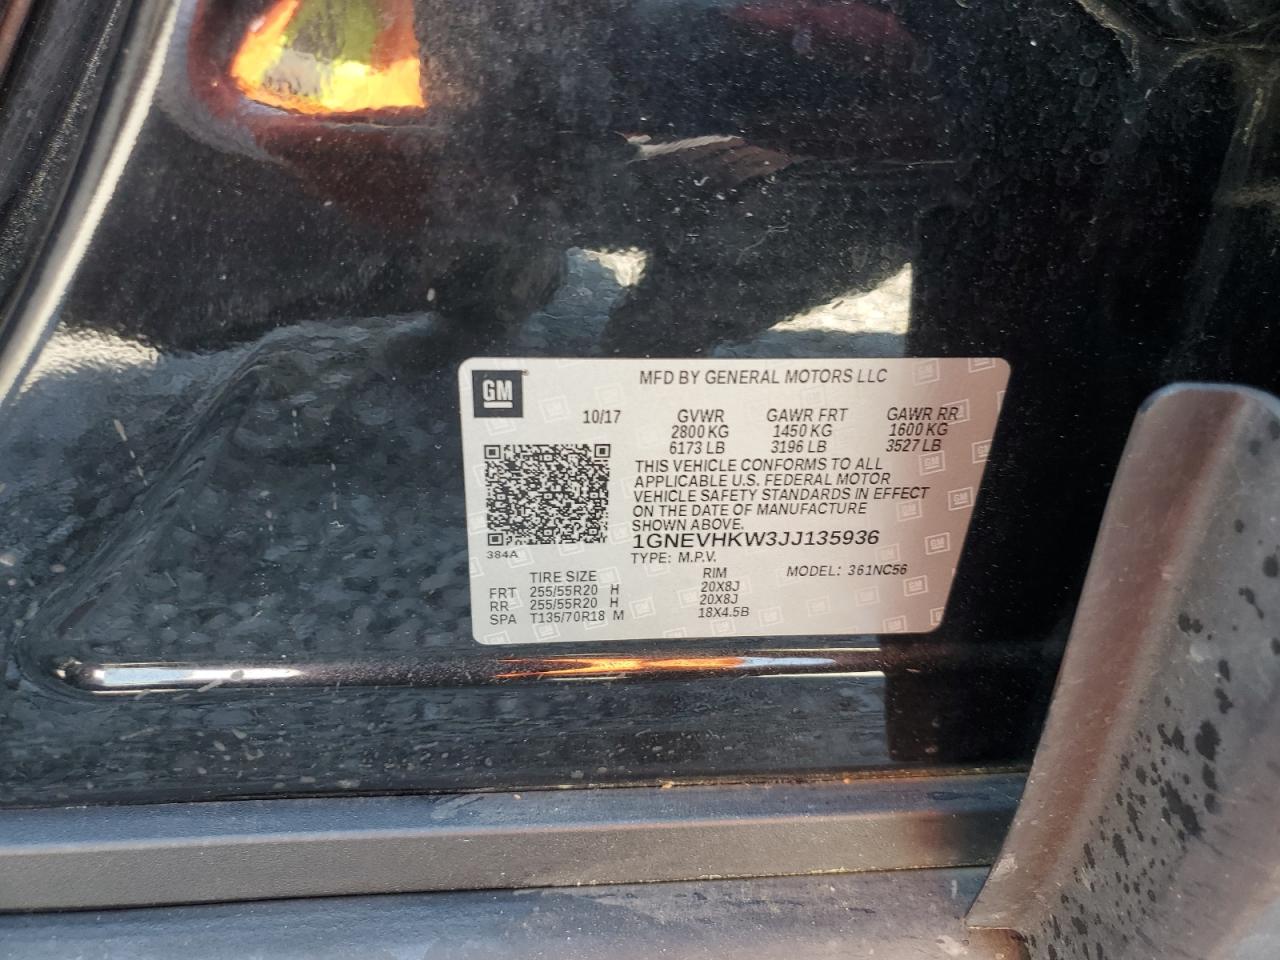 GM
MFD BY GENERAL MOTORS LLC
10/17
GVWR GAWR FRT GAWR RR
2800 KG 1450 KG 1600 KG
6173 LB 3196 LB 3527 LB
THIS VEHICLE CONFORMS TO ALL
APPLICABLE U.S. FEDERAL MOTOR
VEHICLE SAFETY STANDARDS IN EFFECT
ON THE DATE OF MANUFACTURE
SHOWN ABOVE.
1GNEVHKW3JJ135936
384A
TYPE: M.P.V.
MODEL: 361NC56
TIRE SIZE RIM
FRT 255/55R20 H 20X8J
RR 255/55R20 H 20X8J
SPA T135/70R18 M 18X4.5B